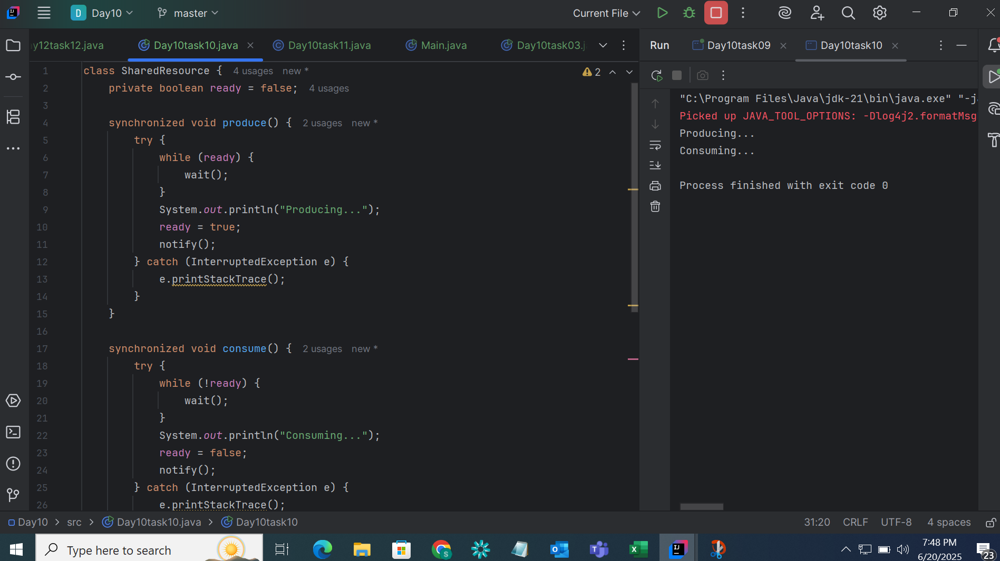 D Day10
master
Current File
y12task12.java
Day10task10.java
Day10task11.java
Main.java
Day10task03.j
1 class SharedResource { 4 usages new *
2 private boolean ready = false; 4 usages
3
4 synchronized void produce() { 2 usages new *
5 try {
6 while (ready) {
7 wait();
8 }
9 System.out.println("Producing...");
10 ready = true;
11 notify();
12 } catch (InterruptedException e) {
13 e.printStackTrace();
14 }
15 }
16
17 synchronized void consume() { 2 usages new *
18 try {
19 while (!ready) {
20 wait();
21 }
22 System.out.println("Consuming...");
23 ready = false;
24 notify();
25 } catch (InterruptedException e) {
26 e.printStackTrace();
2
Run
Day10task09
Day10task10
"C:\Program Files\Java\jdk-21\bin\java.exe" "-j
Picked up JAVA_TOOL_OPTIONS: -Dlog4j2.formatMsg
Producing...
Consuming...
Process finished with exit code 0
Day10 > src > Day10task10.java > Day10task10
31:20 CRLF UTF-8 4 spaces
Type here to search
7:48 PM
6/20/2025
23